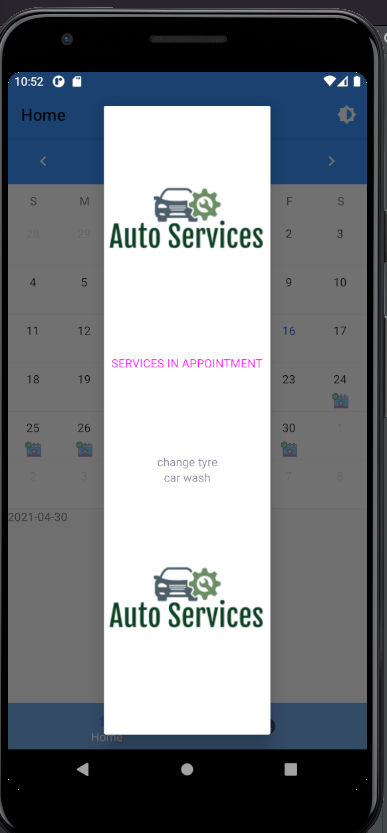 10:52
Home
S M F S
28 29 2 3
Auto Services
4 5 9 10
11 12 16 17
SERVICES IN APPOINTMENT
18 19 23 24
25 26 30 1
change tyre
2 3 7 8
car wash
2021-04-30
Auto Services
Home